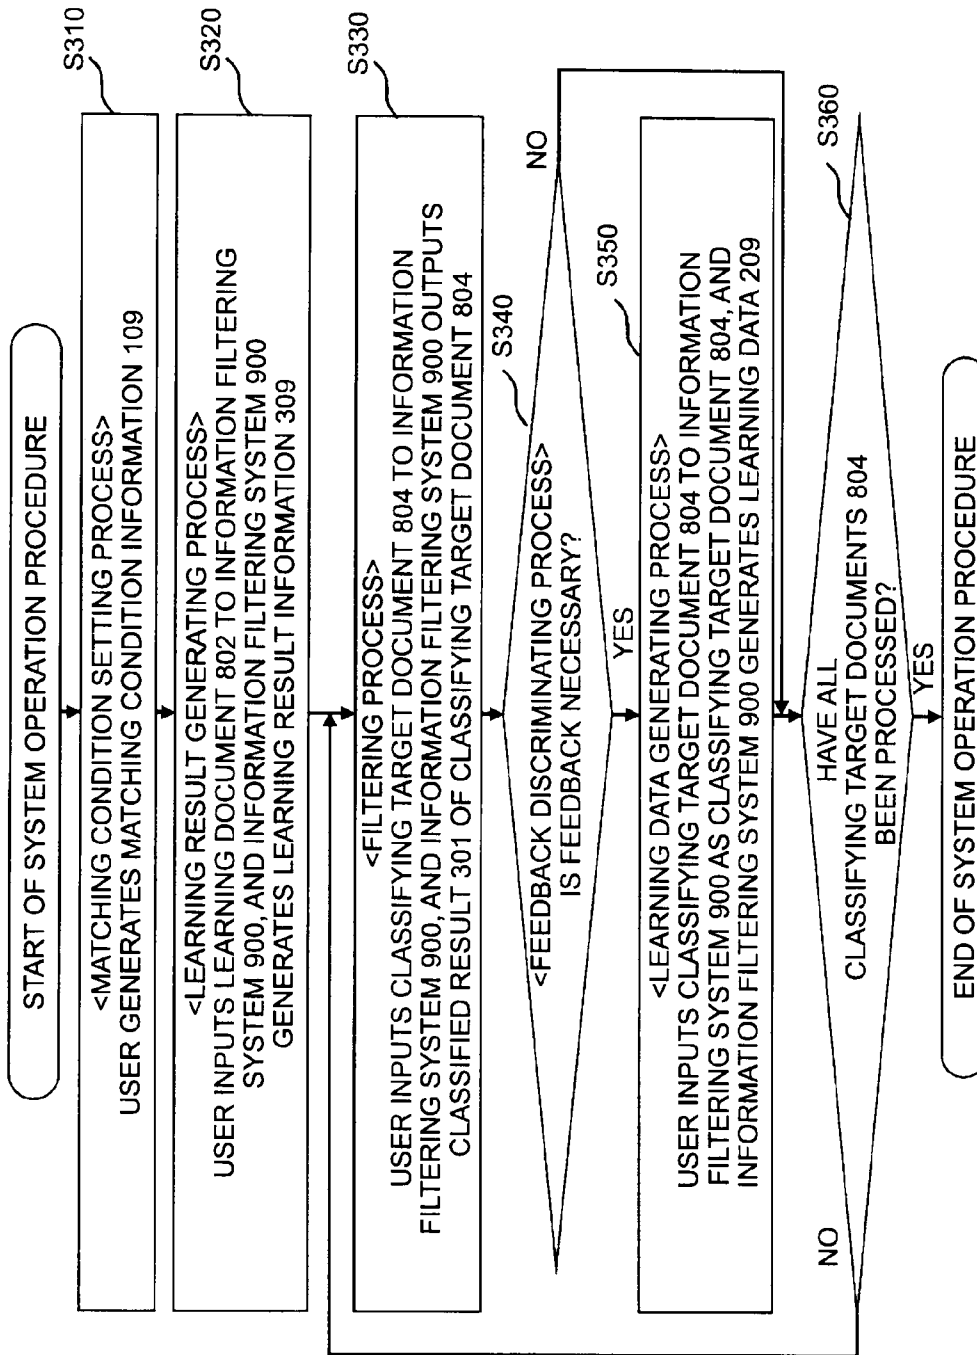 START OF SYSTEM OPERATION PROCEDURE
S310
<MATCHING CONDITION SETTING PROCESS>
USER GENERATES MATCHING CONDITION INFORMATION 109
S320
<LEARNING RESULT GENERATING PROCESS>
USER INPUTS LEARNING DOCUMENT 802 TO INFORMATION FILTERING
SYSTEM 900, AND INFORMATION FILTERING SYSTEM 900
GENERATES LEARNING RESULT INFORMATION 309
S330
<FILTERING PROCESS>
USER INPUTS CLASSIFYING TARGET DOCUMENT 804 TO INFORMATION
FILTERING SYSTEM 900, AND INFORMATION FILTERING SYSTEM 900 OUTPUTS
CLASSIFIED RESULT 301 OF CLASSIFYING TARGET DOCUMENT 804
S340
<FEEDBACK DISCRIMINATING PROCESS>
IS FEEDBACK NECESSARY?
NO
YES
S350
<LEARNING DATA GENERATING PROCESS>
USER INPUTS CLASSIFYING TARGET DOCUMENT 804 TO INFORMATION
FILTERING SYSTEM 900 AS CLASSIFYING TARGET DOCUMENT 804, AND
INFORMATION FILTERING SYSTEM 900 GENERATES LEARNING DATA 209
S360
HAVE ALL
CLASSIFYING TARGET DOCUMENTS 804
BEEN PROCESSED?
NO
YES
END OF SYSTEM OPERATION PROCEDURE